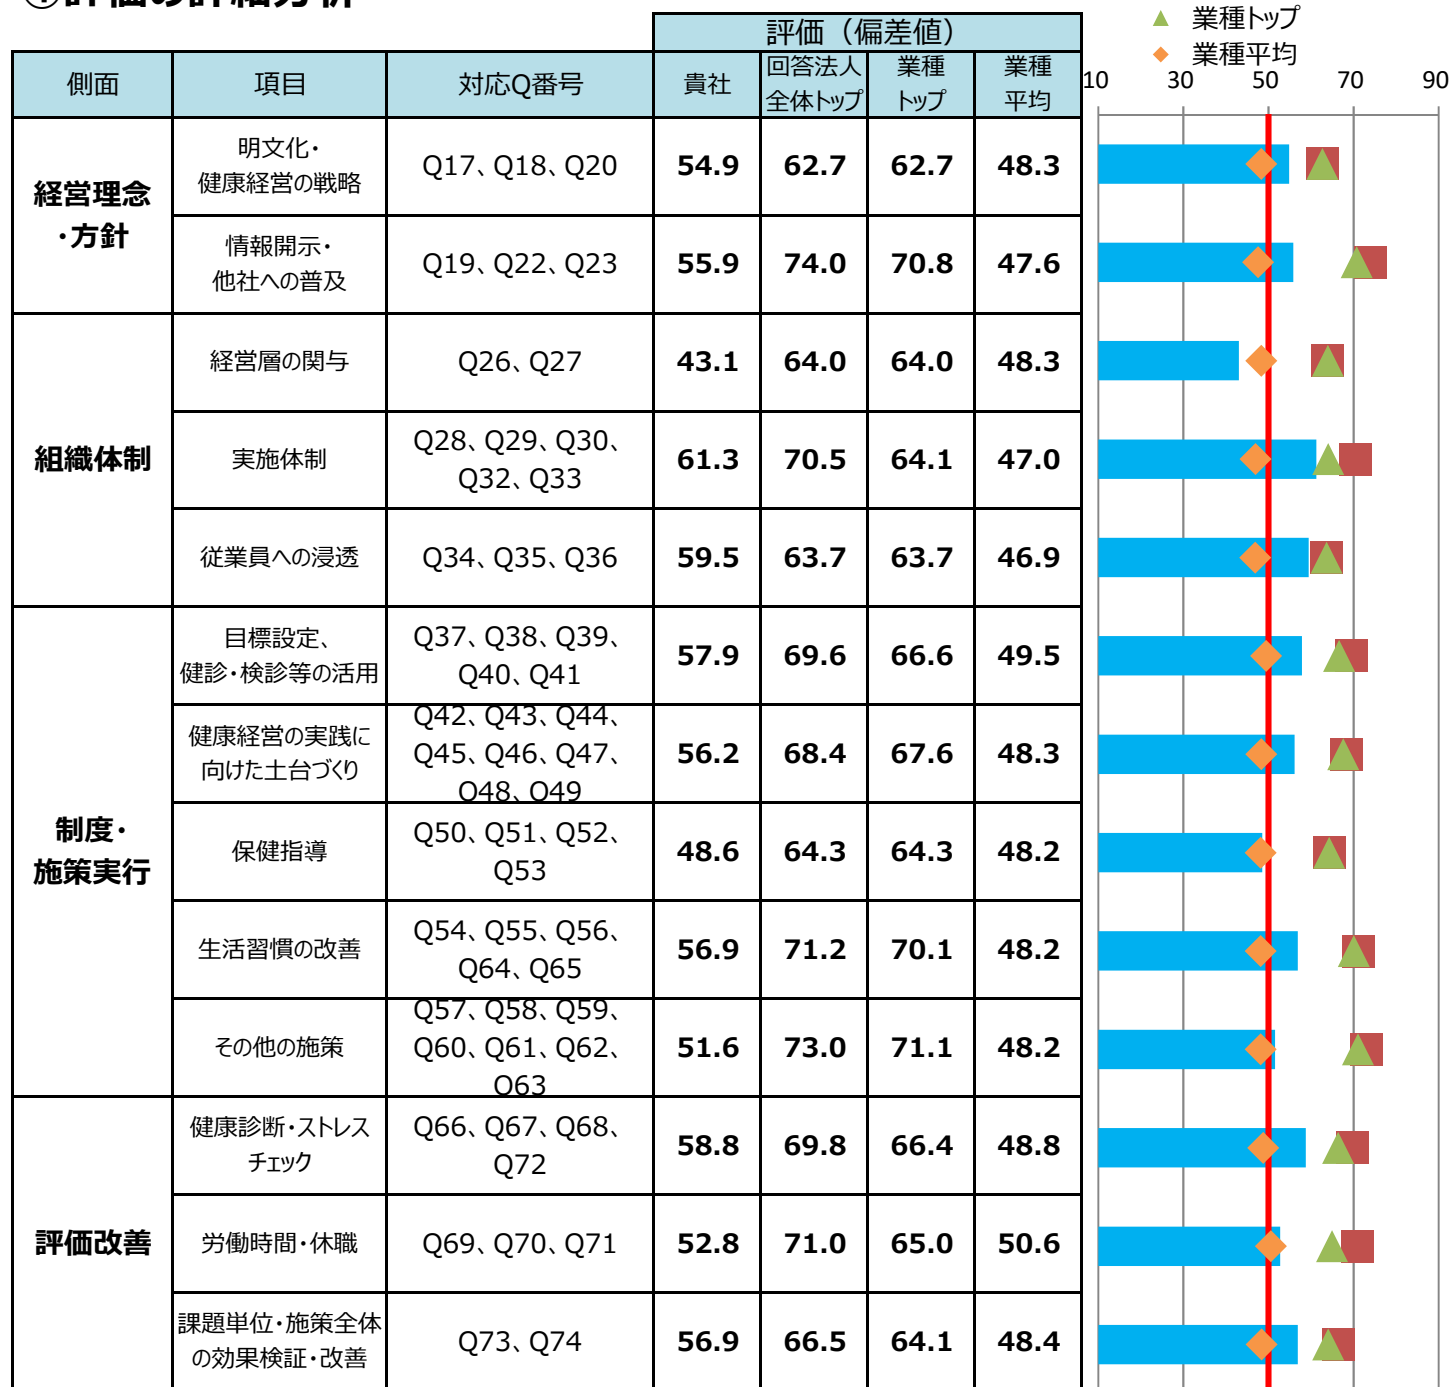 ①評価の詳細分析
▲ 業種トップ
◆ 業種平均
評価（偏差値）
側面 項目 対応Q番号 貴社 回答法人 業種 業種
全体トップ トップ 平均
10 30 50 70 90
経営理念
・方針
明文化・
健康経営の戦略
Q17、Q18、Q20 54.9 62.7 62.7 48.3
情報開示・
他社への普及
Q19、Q22、Q23 55.9 74.0 70.8 47.6
組織体制
経営層の関与 Q26、Q27 43.1 64.0 64.0 48.3
実施体制
Q28、Q29、Q30、
Q32、Q33
61.3 70.5 64.1 47.0
従業員への浸透 Q34、Q35、Q36 59.5 63.7 63.7 46.9
制度・
施策実行
目標設定、
健診・検診等の活用
Q37、Q38、Q39、
Q40、Q41
57.9 69.6 66.6 49.5
健康経営の実践に
向けた土台づくり
Q42、Q43、Q44、
Q45、Q46、Q47、
Q48、Q49
56.2 68.4 67.6 48.3
保健指導
Q50、Q51、Q52、
Q53
48.6 64.3 64.3 48.2
生活習慣の改善
Q54、Q55、Q56、
Q64、Q65
56.9 71.2 70.1 48.2
その他の施策
Q57、Q58、Q59、
Q60、Q61、Q62、
Q63
51.6 73.0 71.1 48.2
評価改善
健康診断・ストレス
チェック
Q66、Q67、Q68、
Q72
58.8 69.8 66.4 48.8
労働時間・休職 Q69、Q70、Q71 52.8 71.0 65.0 50.6
課題単位・施策全体
の効果検証・改善
Q73、Q74 56.9 66.5 64.1 48.4